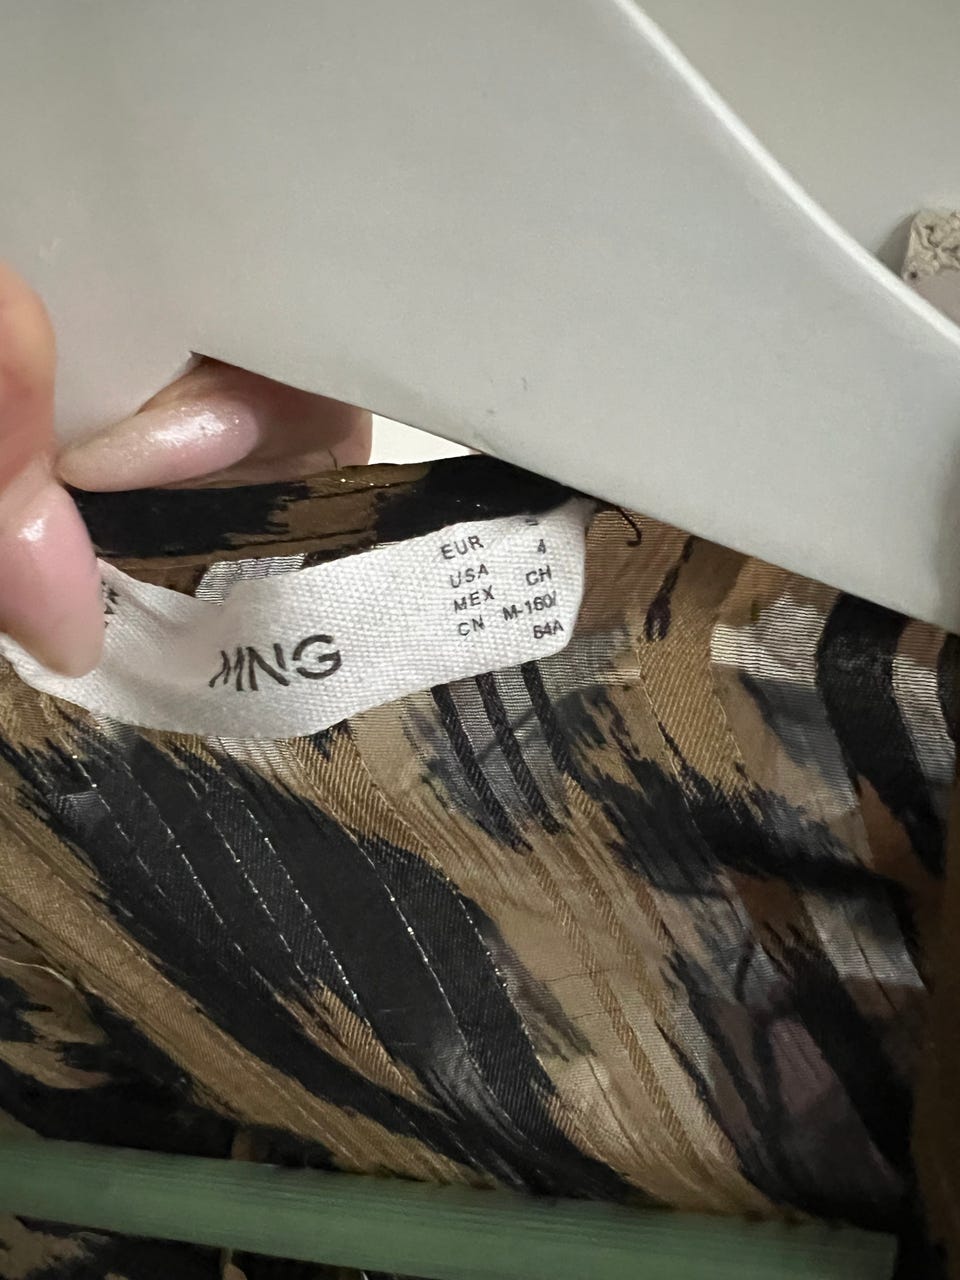 EUR
USA 4
MEX CH
CN M-160/
84A
MNG